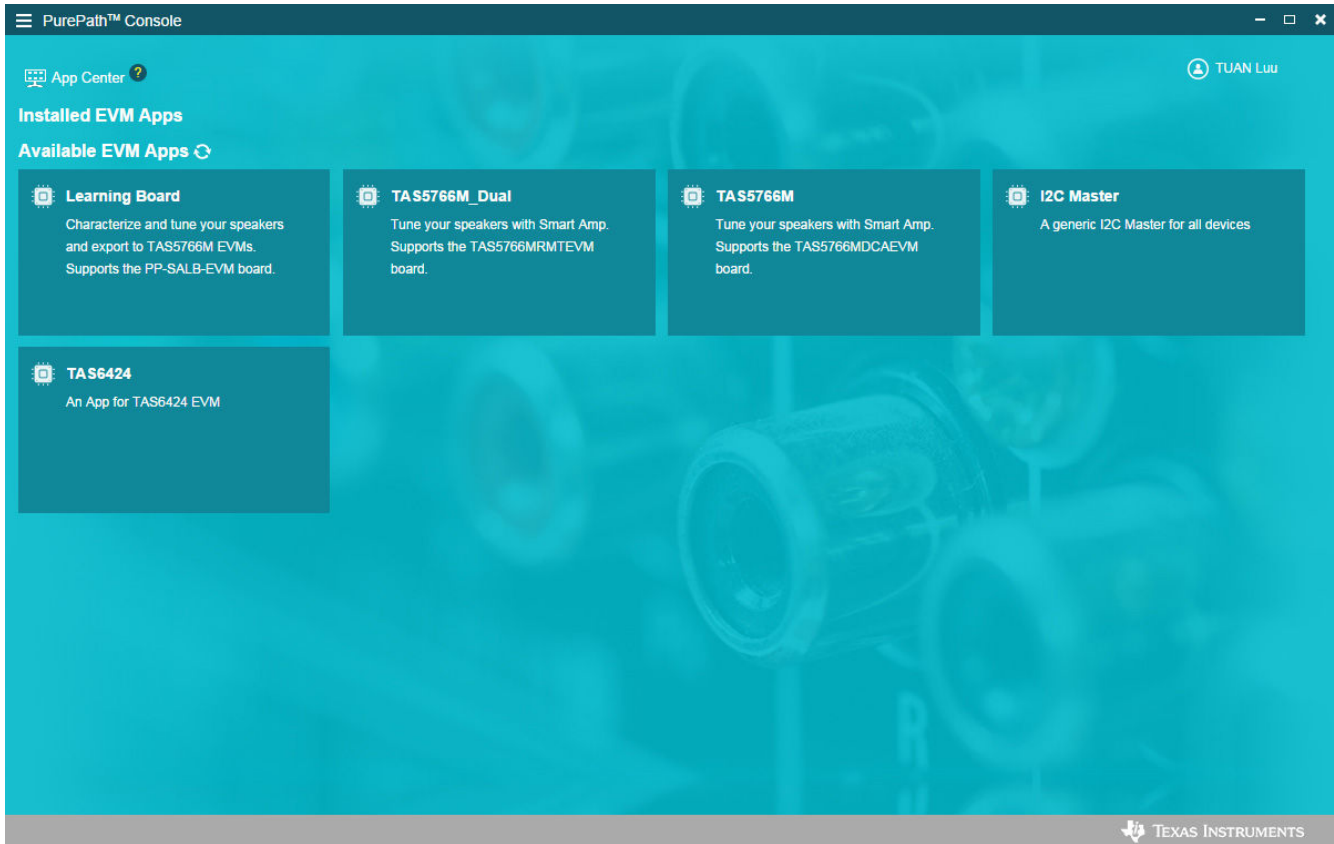 PurePath™ Console
App Center ?
TUAN Luu
Installed EVM Apps
Available EVM Apps
Learning Board
Characterize and tune your speakers
and export to TAS5766M EVMs.
Supports the PP-SALB-EVM board.
TAS5766M_Dual
Tune your speakers with Smart Amp.
Supports the TAS5766MRMTEVM
board.
TAS5766M
Tune your speakers with Smart Amp.
Supports the TAS5766MDCAEVM
board.
I2C Master
A generic I2C Master for all devices
TAS6424
An App for TAS6424 EVM
R
TEXAS INSTRUMENTS